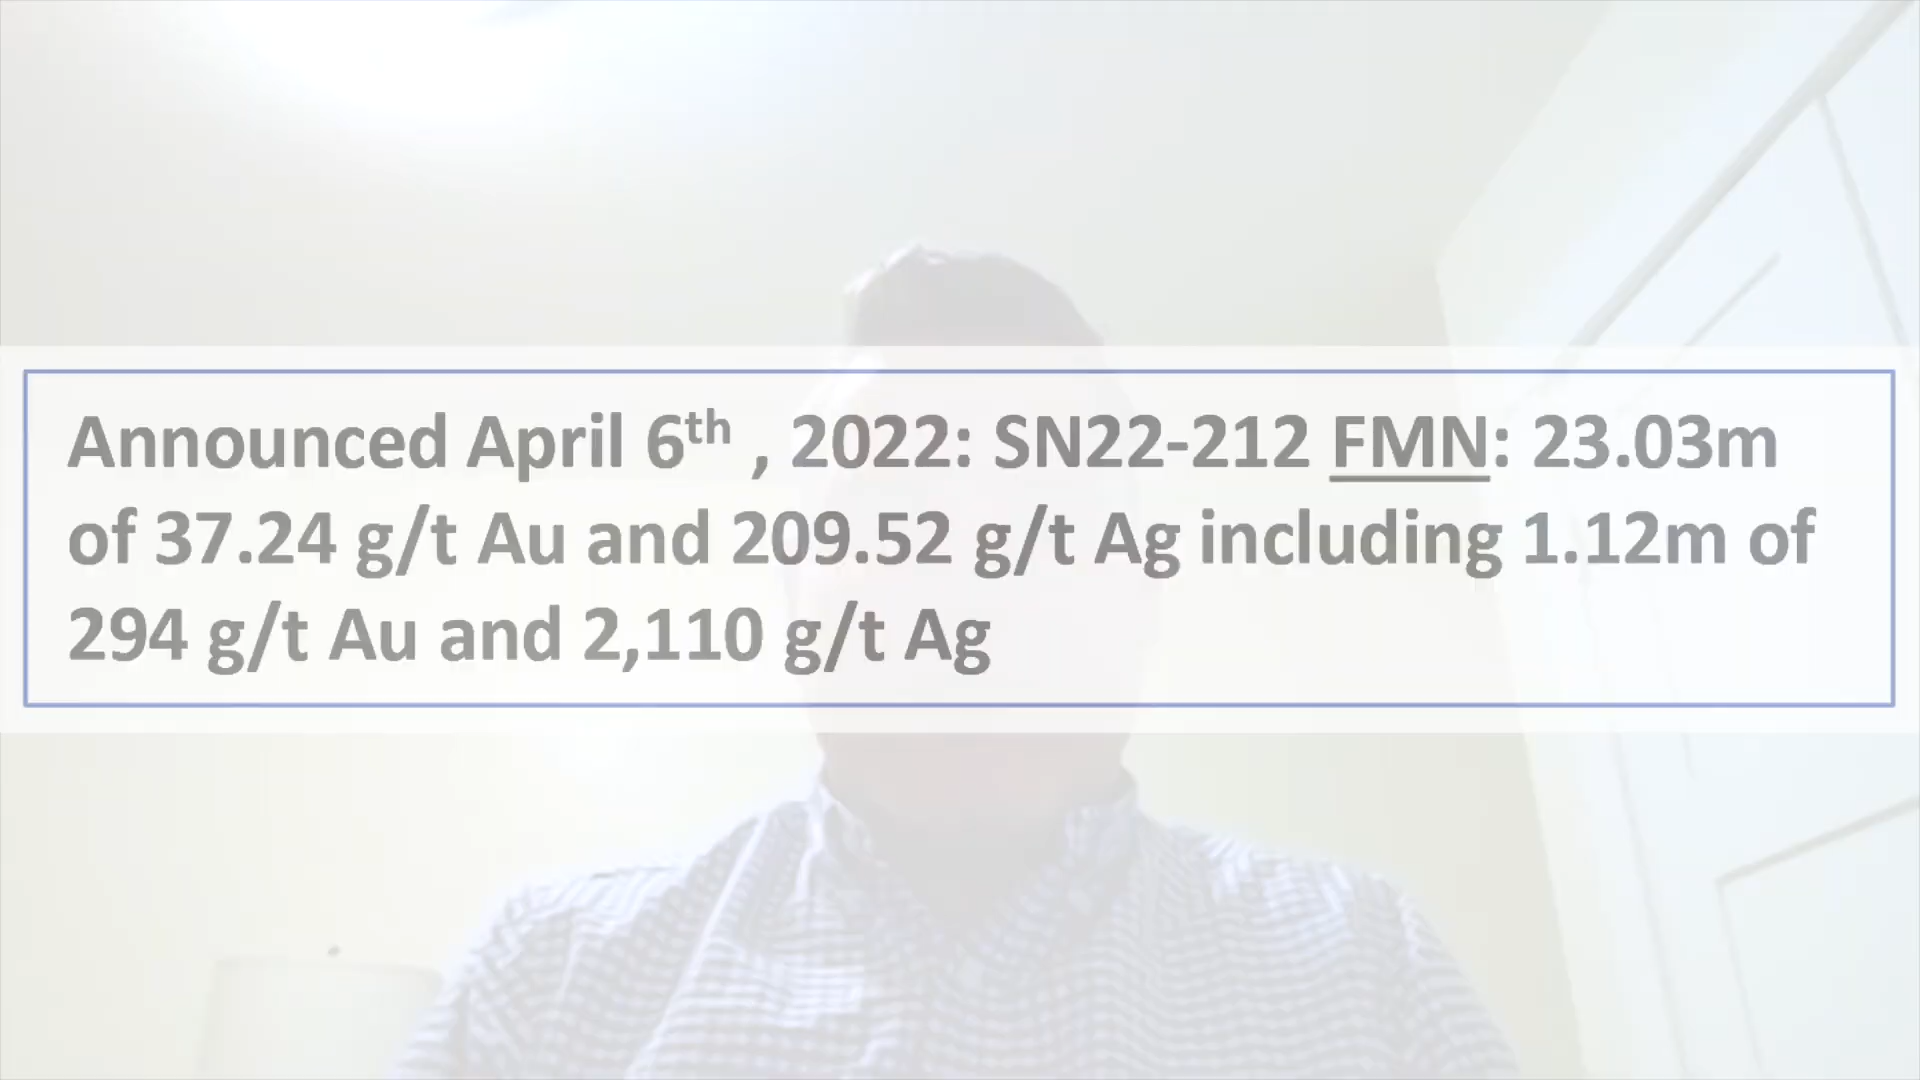 Announced April 6th , 2022: SN22-212 FMN: 23.03m
of 37.24 g/t Au and 209.52 g/t Ag including 1.12m of
294 g/t Au and 2,110 g/t Ag